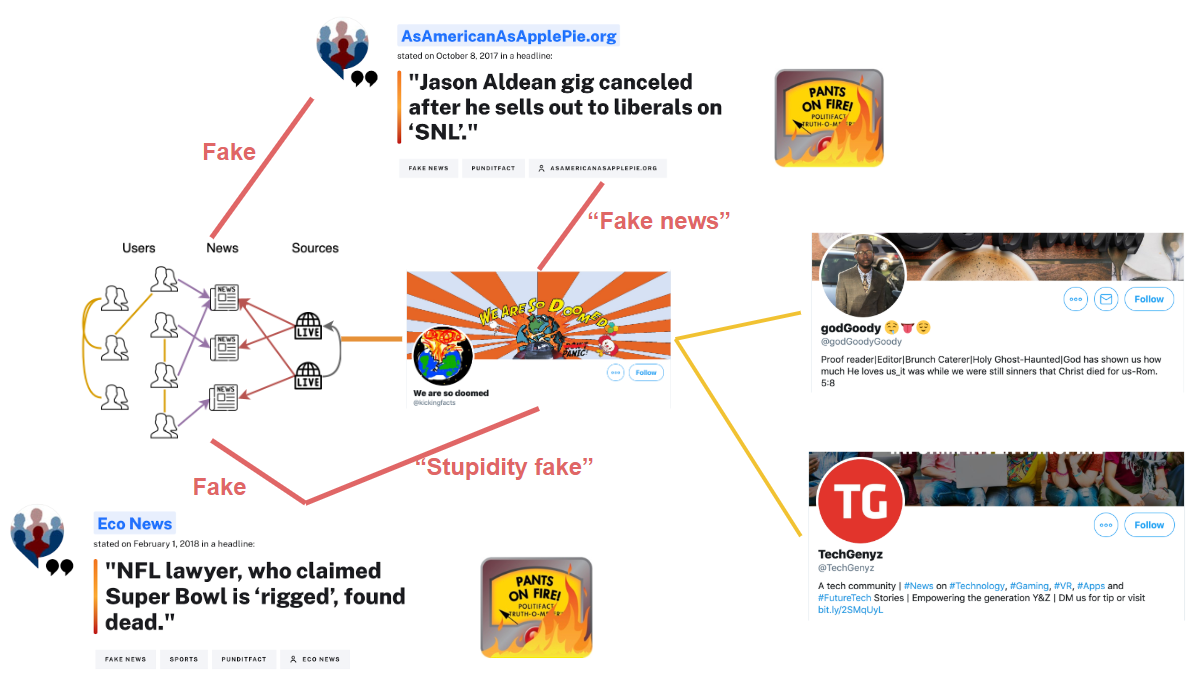 AsAmericanAsApplePie.org
stated on October 8, 2017 in a headline:
"Jason Aldean gig canceled
after he sells out to liberals on
‘SNL’."
FAKE NEWS
PUNDITFACT
ASAMERICANASAPPLEPIE.ORG
PANTS
ON FIRE!
POLITIFACT
TRUTH-O-METER
Fake
“Fake news”
Users
News
Sources
NEWS
LIVE
NEWS
LIVE
NEWS
WE ARE SO DOOMED
DON'T
PANIC!
Follow
We are so doomed
@kickingfacts
Follow
godGoody
@godGoodyGoody
Proof reader|Editor|Brunch Caterer|Holy Ghost-Haunted|God has shown us how
much He loves us_it was while we were still sinners that Christ died for us-Rom.
5:8
“Stupidity fake”
Fake
TG
Follow
TechGenyz
@TechGenyz
A tech community | #News on #Technology, #Gaming, #VR, #Apps and
#FutureTech Stories | Empowering the generation Y&Z | DM us for tip or visit
bit.ly/2SMqUyL
Eco News
stated on February 1, 2018 in a headline:
"NFL lawyer, who claimed
Super Bowl is ‘rigged’, found
dead."
FAKE NEWS
SPORTS
PUNDITFACT
ECO NEWS
PANTS
ON FIRE!
POLITIFACT
TRUTH-O-METER